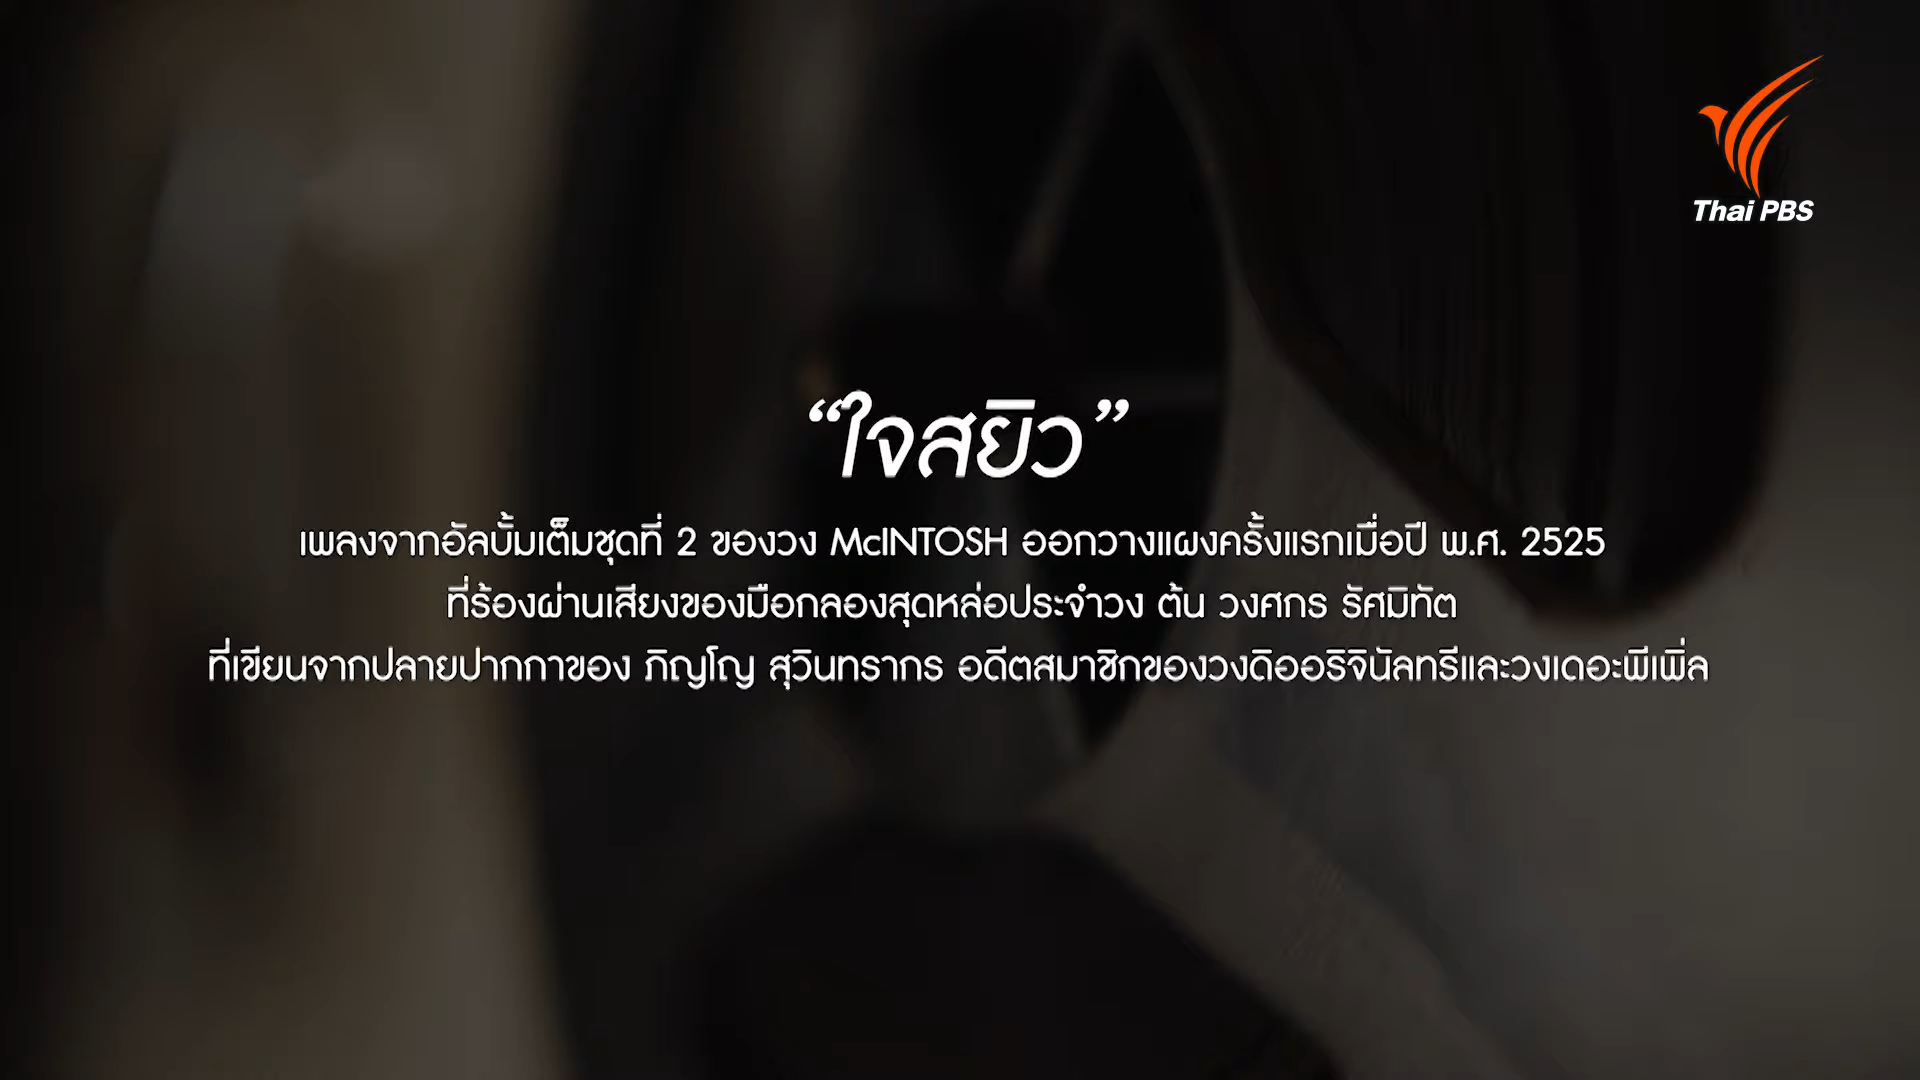 Thai PBS
“ใจสยิว”
เพลงจากอัลบั้มเต็มชุดที่ 2 ของวง McINTOSH ออกวางแผงครั้งแรกเมื่อปี พ.ศ. 2525
ที่ร้องผ่านเสียงของมือกลองสุดหล่อประจำวง ต้น วงศกร รัศมิทัต
ที่เขียนจากปลายปากกาของ ภิญโญ สุวินทรากร อดีตสมาชิกของวงดิออริจินัลทรีและวงเดอะพีเพิ่ล